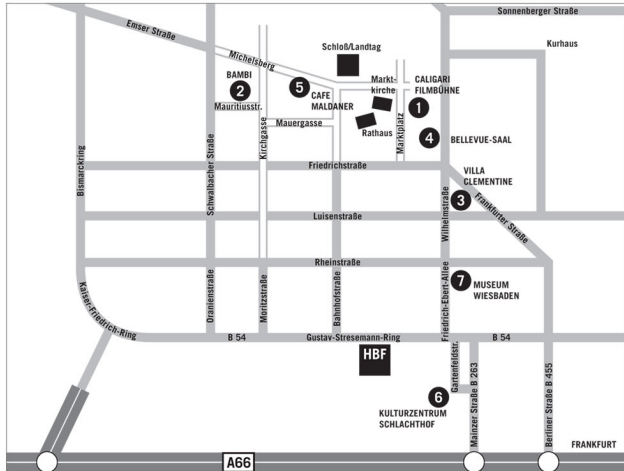 Sonnenberger Straße
Emser Straße
Michelsberg
Schloß/Landtag
Kurhaus
BAMBI
2
Mauritiusstr.
5
CAFE
MALDANER
Markt-
kirche
CALIGARI
FILMBÜHNE
1
Rathaus
Marktplatz
4
BELLEVUE-SAAL
Mauergasse
Kirchgasse
Bismarckring
Schwalbacher Straße
Friedrichstraße
VILLA
CLEMENTINE
3
Frankfurter Straße
Wilhelmstraße
Luisenstraße
Rheinstraße
7
MUSEUM
WIESBADEN
Kaiser-Friedrich-Ring
Oranienstraße
Moritzstraße
Bahnhofstraße
Friedrich-Ebert-Allee
B 54
Gustav-Stresemann-Ring
B 54
HBF
Gartenfeldstr.
6
KULTURZENTRUM
SCHLACHTHOF
Mainzer Straße B 263
Berliner Straße B 455
A66
FRANKFURT